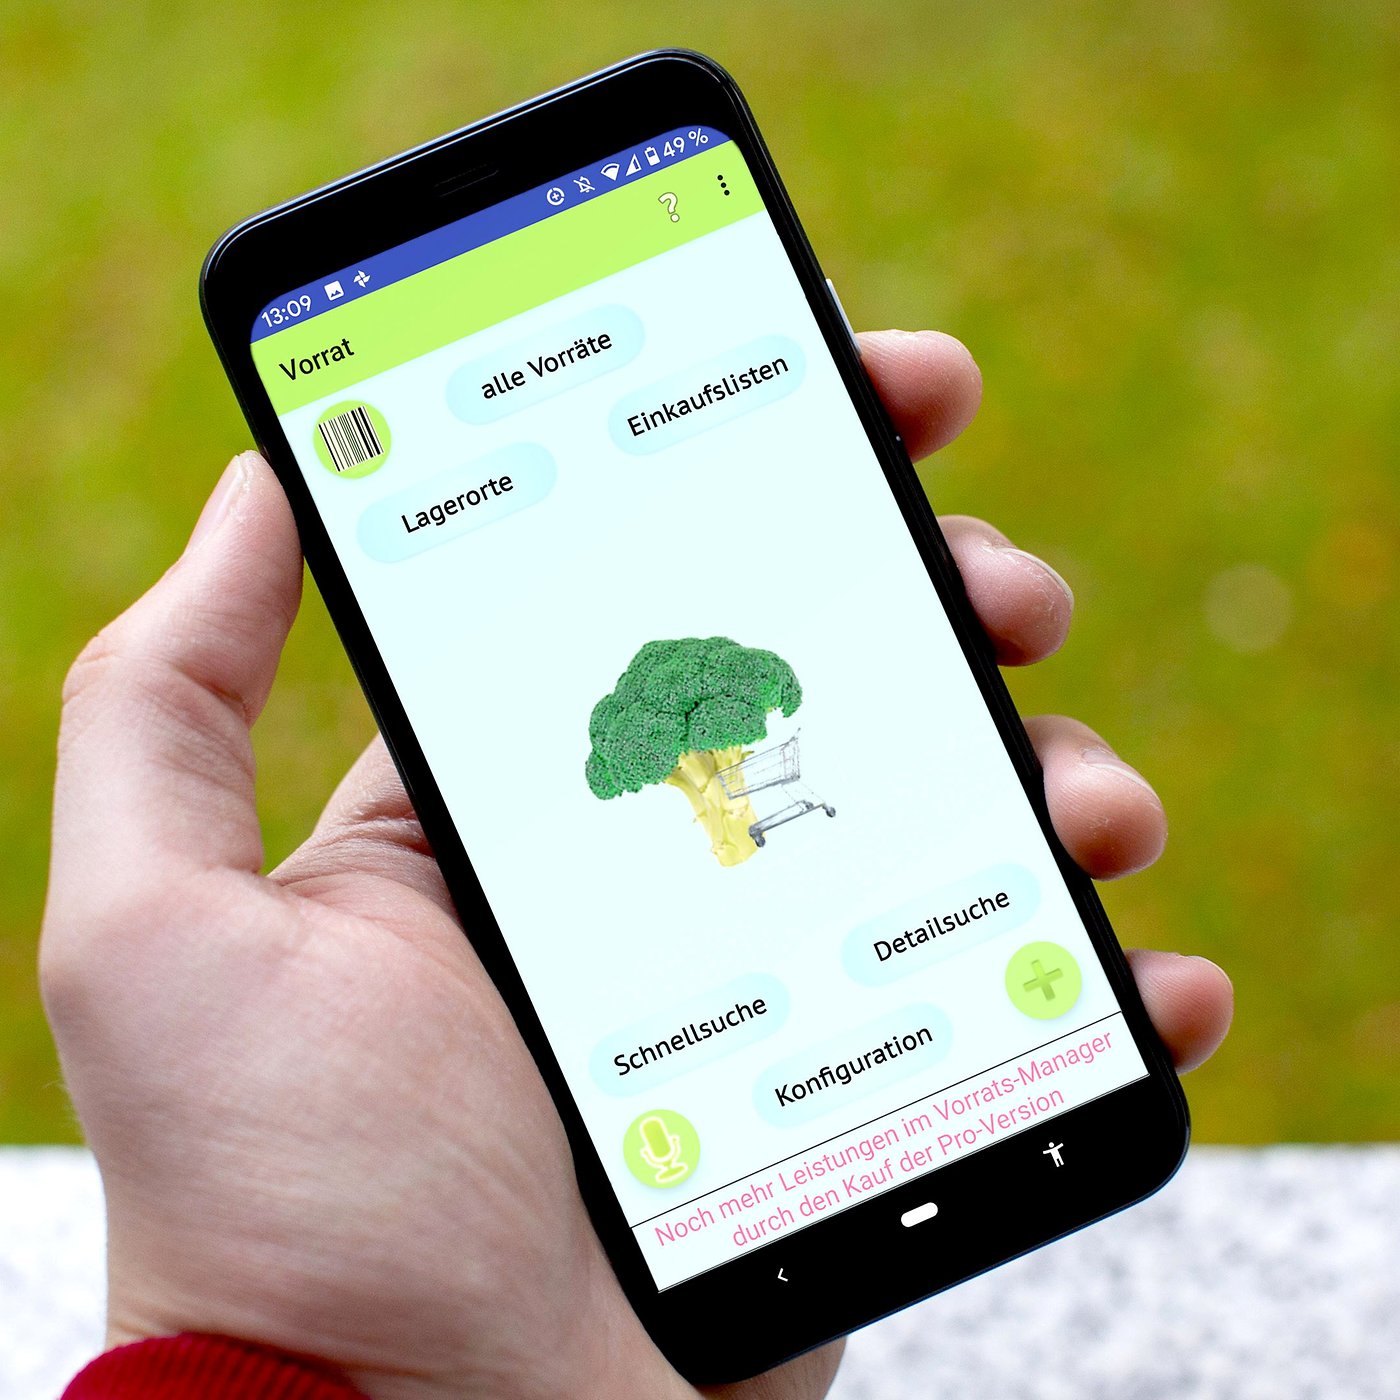 13:09 49 %
?
Vorrat
alle Vorräte
Einkaufslisten
Lagerorte
Detailsuche
Schnellsuche
Konfiguration
Noch mehr Leistungen im Vorrats-Manager
durch den Kauf der Pro-Version